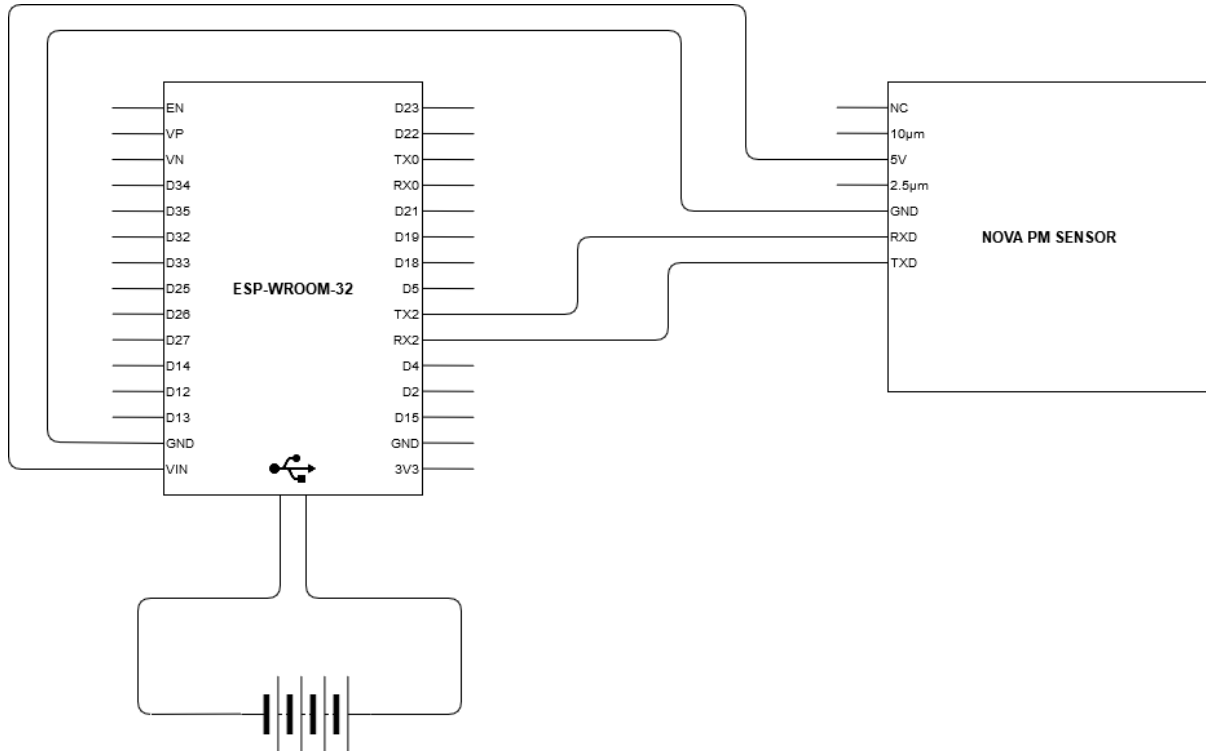 EN
VP
VN
D34
D35
D32
D33
D25
D26
D27
D14
D12
D13
GND
VIN
ESP-WROOM-32
D23
D22
TX0
RX0
D21
D19
D18
D5
TX2
RX2
D4
D2
D15
GND
3V3
NC
10μm
5V
2.5μm
GND
RXD
TXD
NOVA PM SENSOR